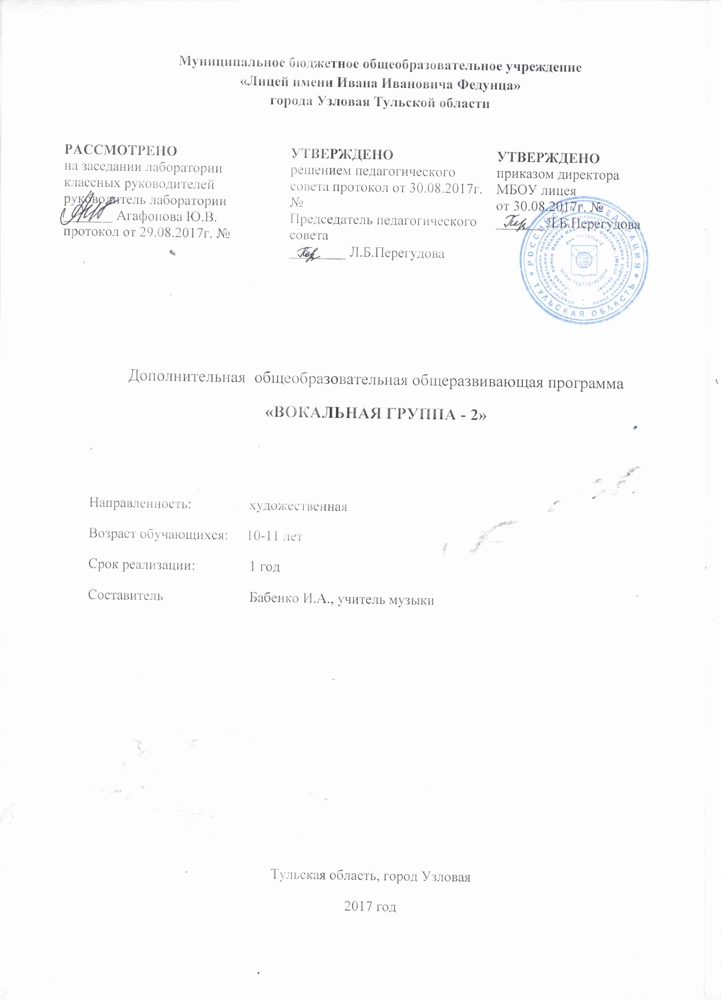 Муниципальное бюджетное общеобразовательное учреждение
«Лицей имени Ивана Ивановича Федунца»
города Узловая Тульской области
РАССМОТРЕНО
на заседании лаборатории
классных руководителей
руководитель лаборатории
________ Агафонова Ю.В.
протокол от 29.08.2017г. №
УТВЕРЖДЕНО
решением педагогического
совета протокол от 30.08.2017г.
№
Председатель педагогического
совета
________ Л.Б.Перегудова
УТВЕРЖДЕНО
приказом директора
МБОУ лицея
от 30.08.2017г. №
________Л.Б.Перегудова
РОССИЙСКАЯ ФЕДЕРАЦИЯ
ТУЛЬСКАЯ ОБЛАСТЬ
Дополнительная общеобразовательная общеразвивающая программа
«ВОКАЛЬНАЯ ГРУППА - 2»
Направленность: художественная
Возраст обучающихся: 10-11 лет
Срок реализации: 1 год
Составитель Бабенко И.А., учитель музыки
Тульская область, город Узловая
2017 год